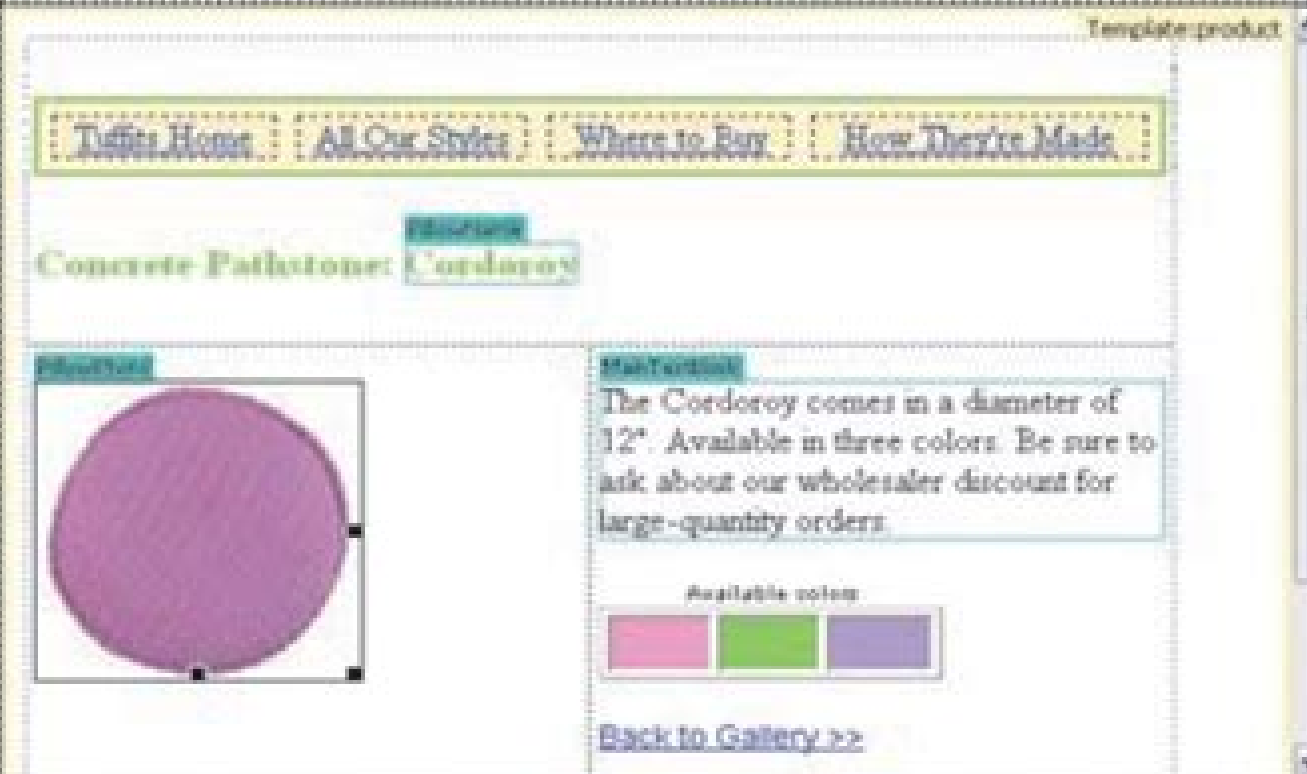 Template:product
Tuffits Home All Our Styles Where to Buy How They're Made
Concrete Pathstone: Cordoroy
MainTextBlock
The Cordoroy comes in a diameter of
12". Available in three colors. Be sure to
ask about our wholesaler discount for
large-quantity orders.
Available colors
Back to Gallery >>